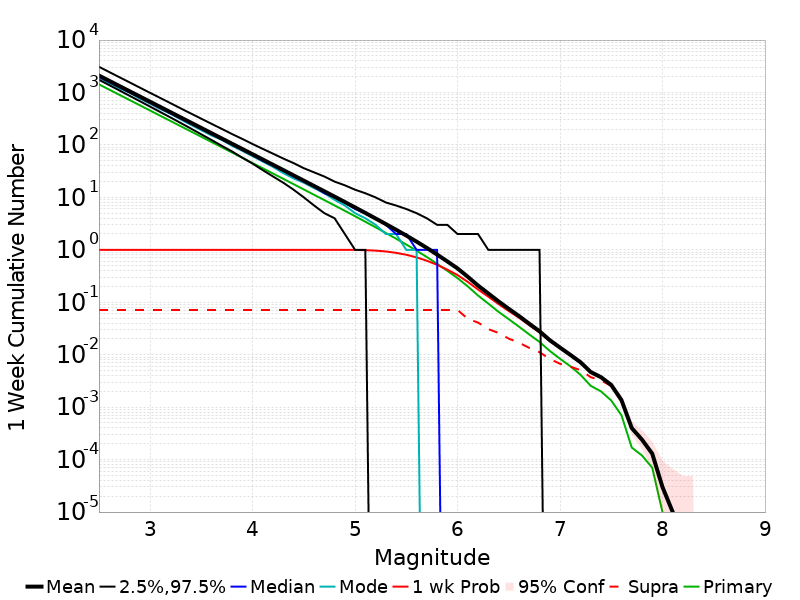 10^4
10^3
10^2
10^1
10^0
10^-1
10^-2
10^-3
10^-4
10^-5
1 Week Cumulative Number
3 4 5 6 7 8 9
Magnitude
Mean 2.5%,97.5% Median Mode 1 wk Prob 95% Conf Supra Primary